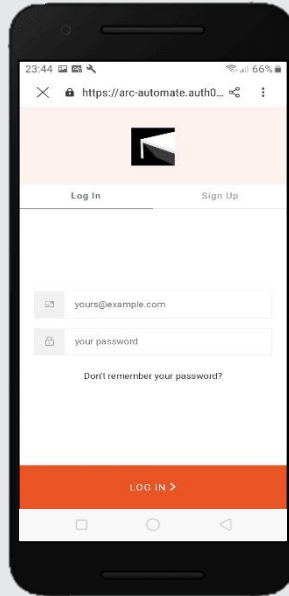 23:44 66%
https://arc-automate.auth0...
Log In Sign Up
yours@example.com
your password
Don't remember your password?
LOG IN >